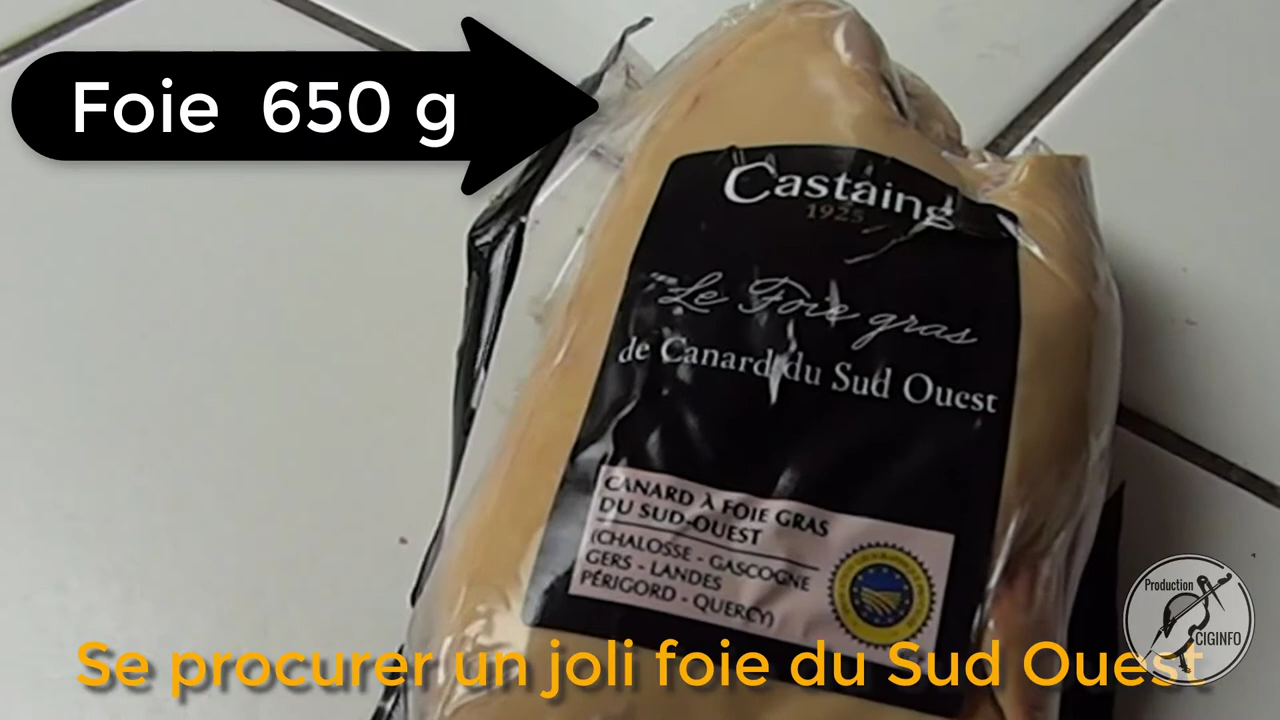 Foie 650 g
Castaing
1925
Le Foie gras
de Canard du Sud Ouest
CANARD À FOIE GRAS
DU SUD-OUEST
(CHALOSSE - GASCOGNE
GERS - LANDES
PÉRIGORD - QUERCY)
Production
CIGINFO
Se procurer un joli foie du Sud Ouest